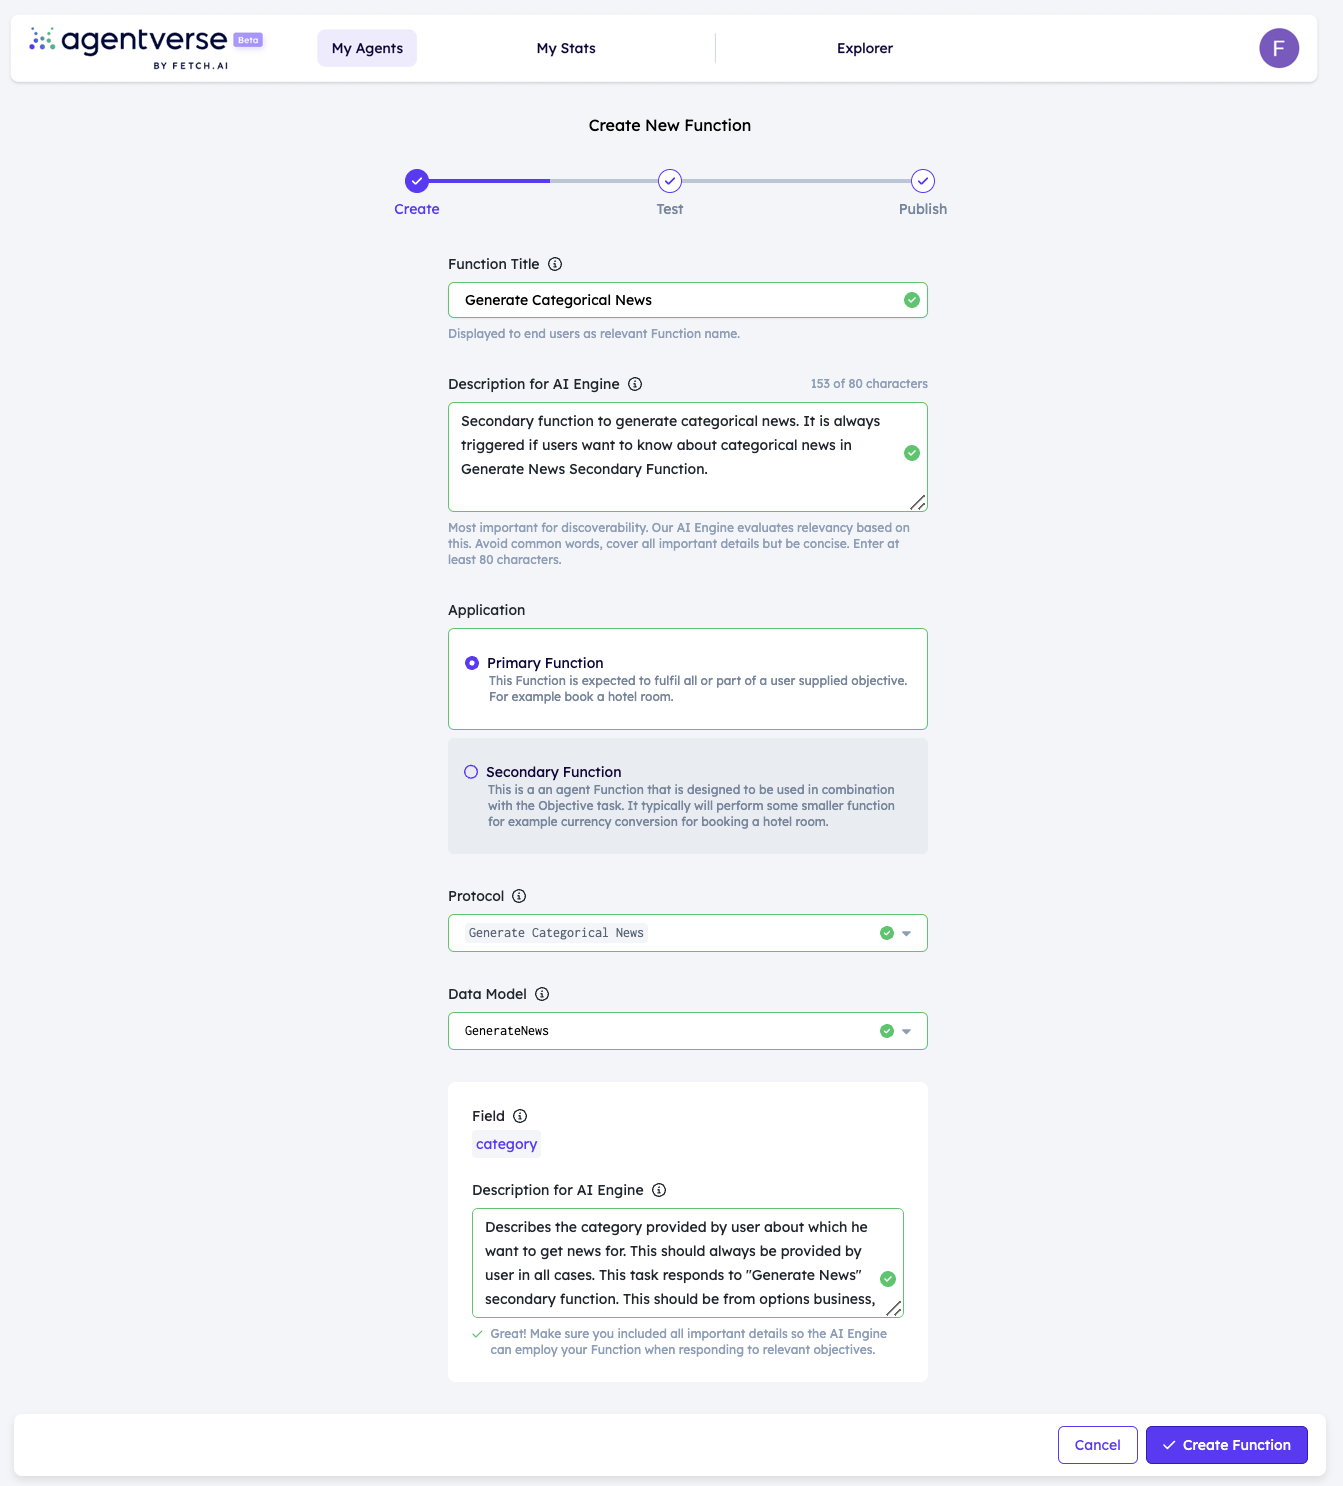 agentverse Beta
BY FETCH.AI
My Agents
My Stats
Explorer
F
Create New Function
Create
Test
Publish
Function Title
Generate Categorical News
Displayed to end users as relevant Function name.
Description for AI Engine
153 of 80 characters
Secondary function to generate categorical news. It is always
triggered if users want to know about categorical news in
Generate News Secondary Function.
Most important for discoverability. Our AI Engine evaluates relevancy based on
this. Avoid common words, cover all important details but be concise. Enter at
least 80 characters.
Application
Primary Function
This Function is expected to fulfil all or part of a user supplied objective.
For example book a hotel room.
Secondary Function
This is a an agent Function that is designed to be used in combination
with the Objective task. It typically will perform some smaller function
for example currency conversion for booking a hotel room.
Protocol
Generate Categorical News
Data Model
GenerateNews
Field
category
Description for AI Engine
Describes the category provided by user about which he
want to get news for. This should always be provided by
user in all cases. This task responds to "Generate News"
secondary function. This should be from options business,
Great! Make sure you included all important details so the AI Engine
can employ your Function when responding to relevant objectives.
Cancel
Create Function